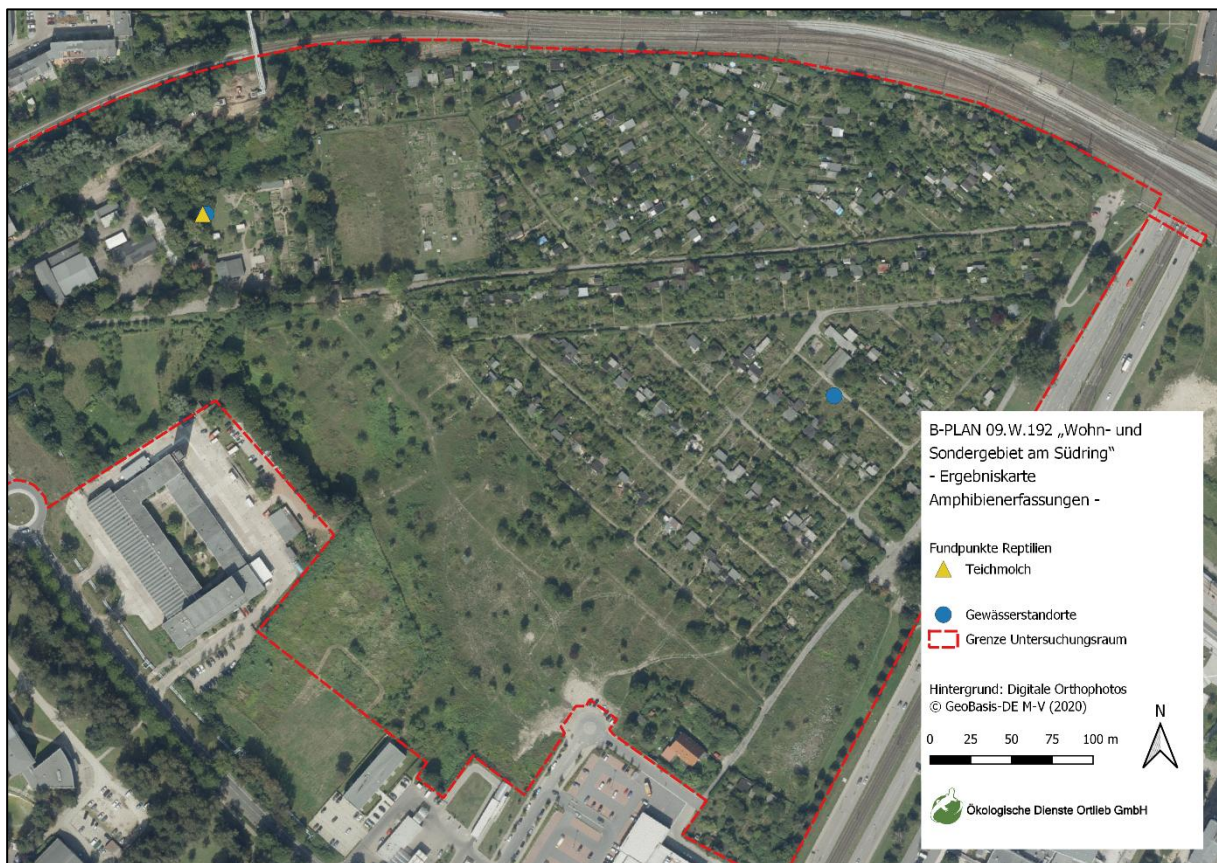 B-PLAN 09.W.192 „Wohn- und
Sondergebiet am Südring"
- Ergebniskarte
Amphibienerfassungen -
Fundpunkte Reptilien
Teichmolch
Gewässerstandorte
Grenze Untersuchungsraum
Hintergrund: Digitale Orthophotos
© GeoBasis-DE M-V (2020)
N
0 25 50 75 100 m
Ökologische Dienste Ortlieb GmbH